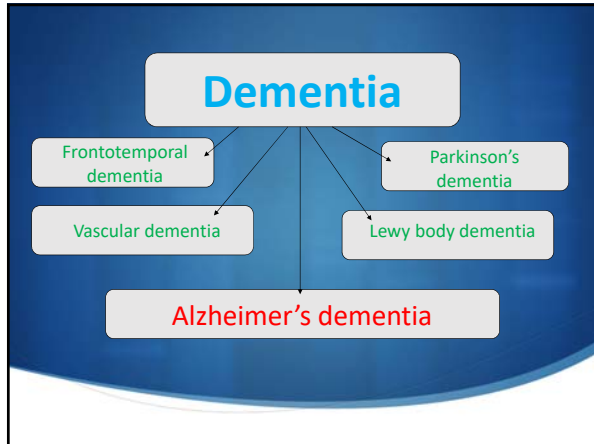 Dementia
Frontotemporal
dementia
Parkinson's
dementia
Vascular dementia
Lewy body dementia
Alzheimer's dementia